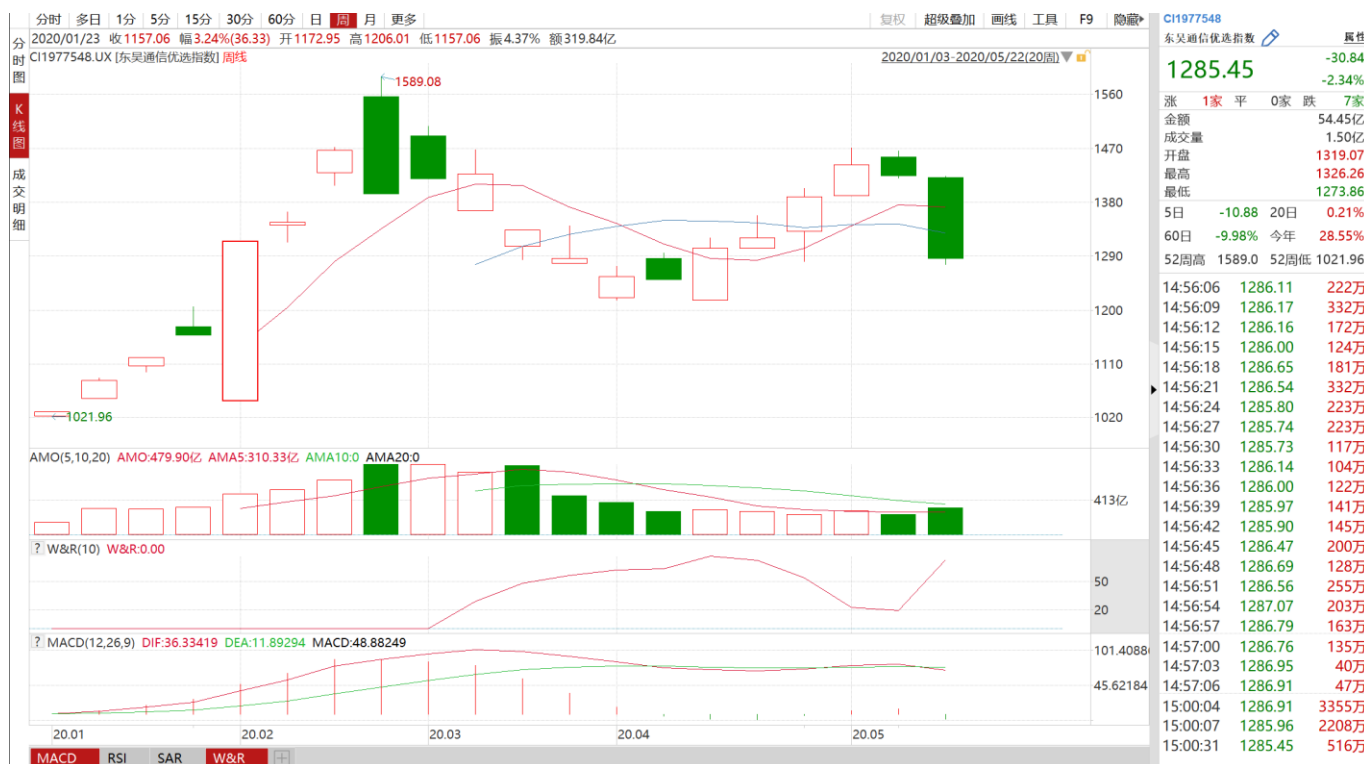 分时 多日 1分 5分 15分 30分 60分 日 周 月 更多 复权 超级叠加 画线 工具 F9 隐藏
2020/01/23 收1157.06 幅3.24%(36.33) 开1172.95 高1206.01 低1157.06 振4.37% 额319.84亿
CI1977548.UX [东吴通信优选指数] 周线 2020/01/03-2020/05/22(20周)
分时图
K线图
成交明细
1589.08
1021.96
1560
1470
1380
1290
1200
1110
1020
AMO(5,10,20) AMO:479.90亿 AMA5:310.33亿 AMA10:0 AMA20:0
413亿
? W&R(10) W&R:0.00
50
20
? MACD(12,26,9) DIF:36.33419 DEA:11.89294 MACD:48.88249
101.4088
45.62184
20.01 20.02 20.03 20.04 20.05
MACD RSI SAR W&R
CI1977548
东吴通信优选指数 属性
1285.45 -30.84
-2.34%
涨 1家 平 0家 跌 7家
金额 54.45亿
成交量 1.50亿
开盘 1319.07
最高 1326.26
最低 1273.86
5日 -10.88 20日 0.21%
60日 -9.98% 今年 28.55%
52周高 1589.0 52周低 1021.96
14:56:06 1286.11 222万
14:56:09 1286.17 332万
14:56:12 1286.16 172万
14:56:15 1286.00 124万
14:56:18 1286.65 181万
14:56:21 1286.54 332万
14:56:24 1285.80 223万
14:56:27 1285.74 223万
14:56:30 1285.73 117万
14:56:33 1286.14 104万
14:56:36 1286.00 122万
14:56:39 1285.97 141万
14:56:42 1285.90 145万
14:56:45 1286.47 200万
14:56:48 1286.69 128万
14:56:51 1286.56 255万
14:56:54 1287.07 203万
14:56:57 1286.79 163万
14:57:00 1286.76 135万
14:57:03 1286.95 40万
14:57:06 1286.91 47万
15:00:04 1286.91 3355万
15:00:07 1285.96 2208万
15:00:31 1285.45 516万